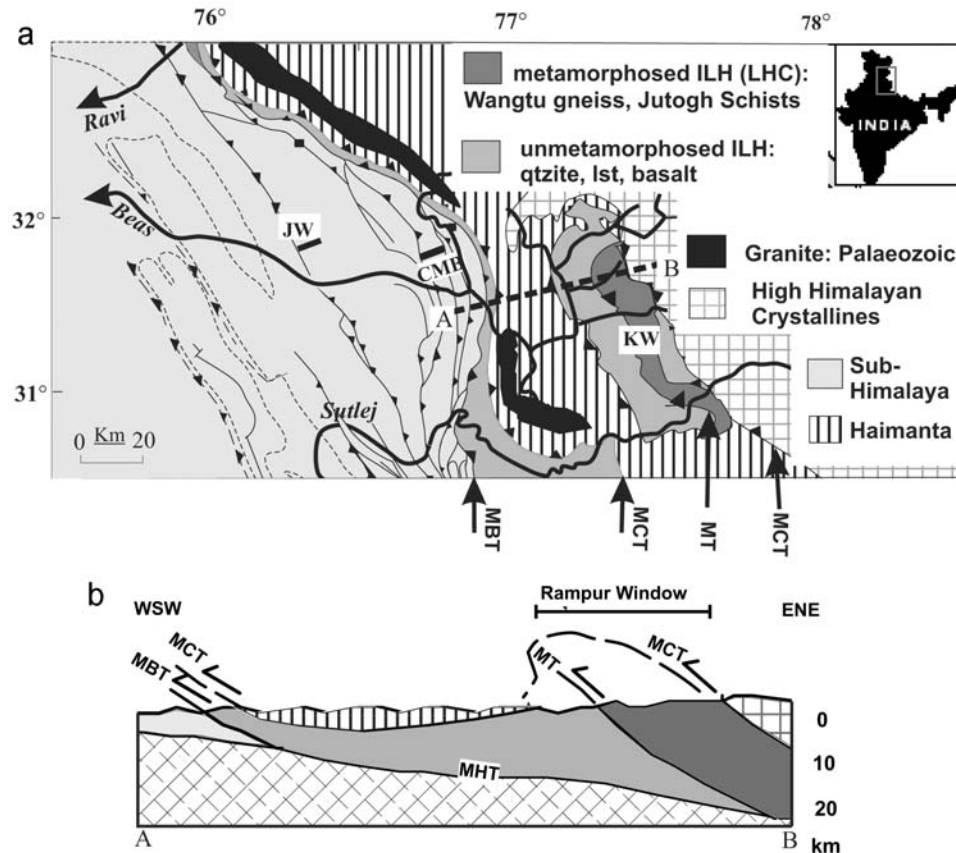 76°
77°
78°
a
metamorphosed ILH (LHC):
Wangtu gneiss, Jutogh Schists
unmetamorphosed ILH:
qtzite, lst, basalt
INDIA
Ravi
32°
Beas
JW
CMB
A
B
Granite: Palaeozoic
High Himalayan
Crystallines
KW
31°
Sub-
Himalaya
Sutlej
0 Km 20
Haimanta
MBT
MCT
MT
MCT
b
WSW
Rampur Window
ENE
MCT
MBT
MT
MCT
0
MHT
10
20
A
B
km